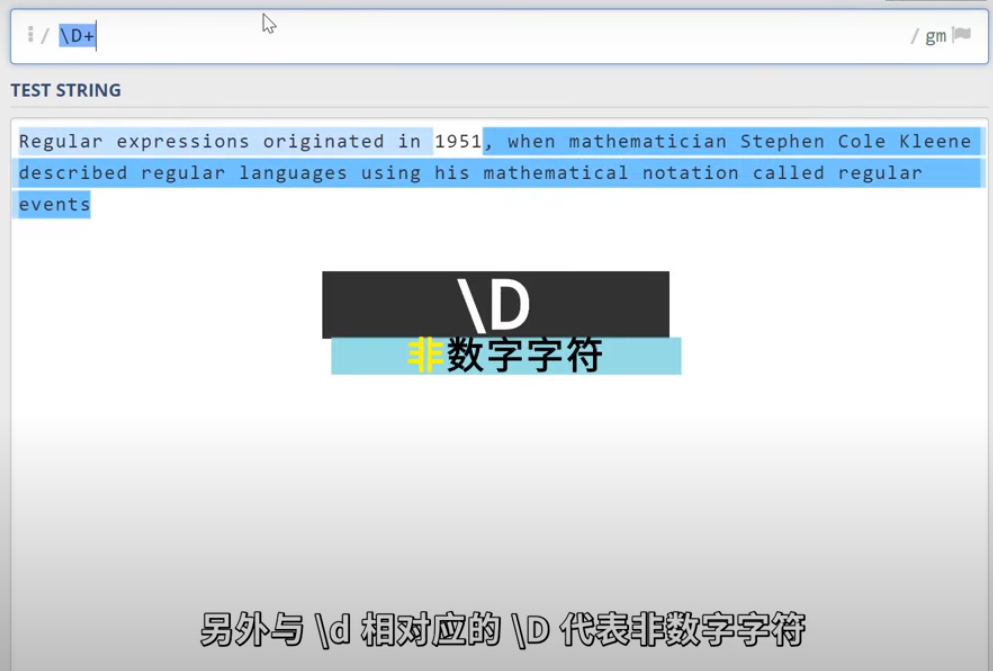 / \D+ / gm
TEST STRING
Regular expressions originated in 1951, when mathematician Stephen Cole Kleene
described regular languages using his mathematical notation called regular
events
\D
非数字字符
另外与 \d 相对应的 \D 代表非数字字符